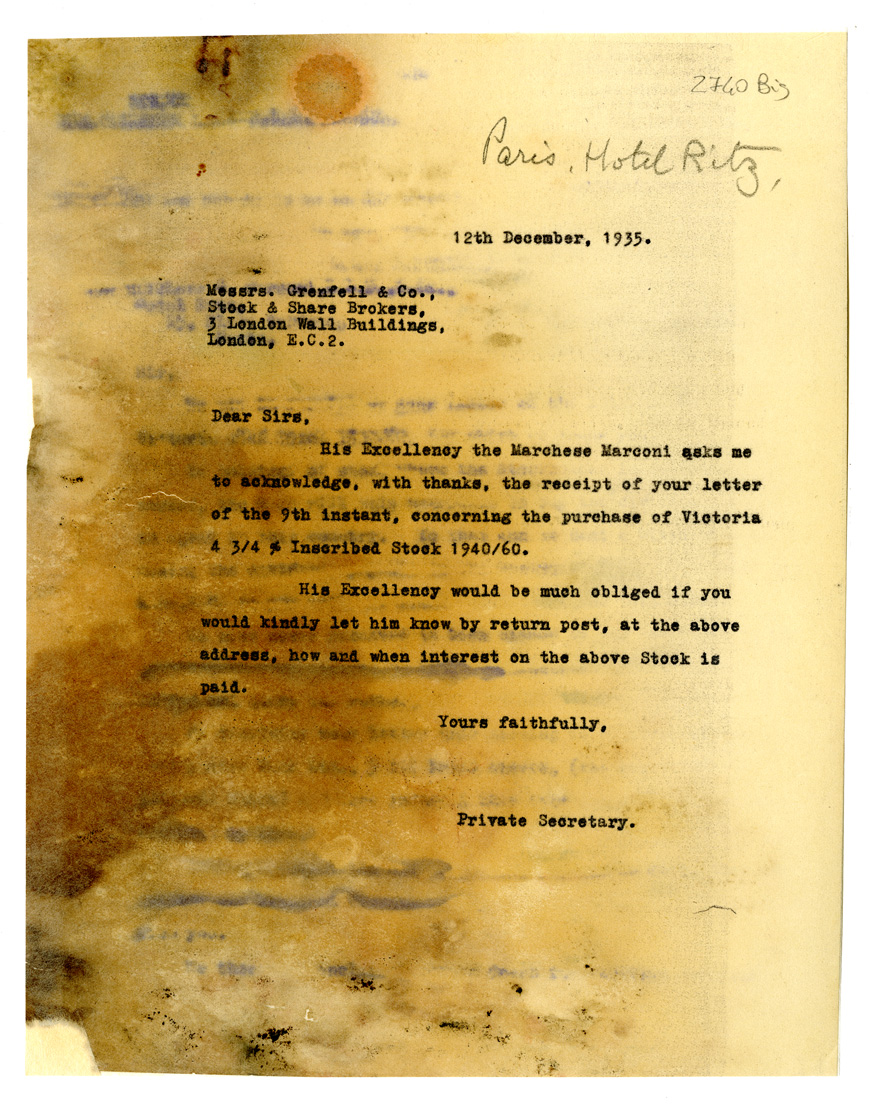 2740 Big
Paris, Hotel Ritz,
12th December, 1935.
Messrs. Grenfell & Co.,
Stock & Share Brokers,
3 London Wall Buildings,
London, E.C.2.
Dear Sirs,
His Excellency the Marchese Marconi asks me
to acknowledge, with thanks, the receipt of your letter
of the 9th instant, concerning the purchase of Victoria
4 3/4 % Inscribed Stock 1940/60.
His Excellency would be much obliged if you
would kindly let him know by return post, at the above
address, how and when interest on the above Stock is
paid.
Yours faithfully,
Private Secretary.